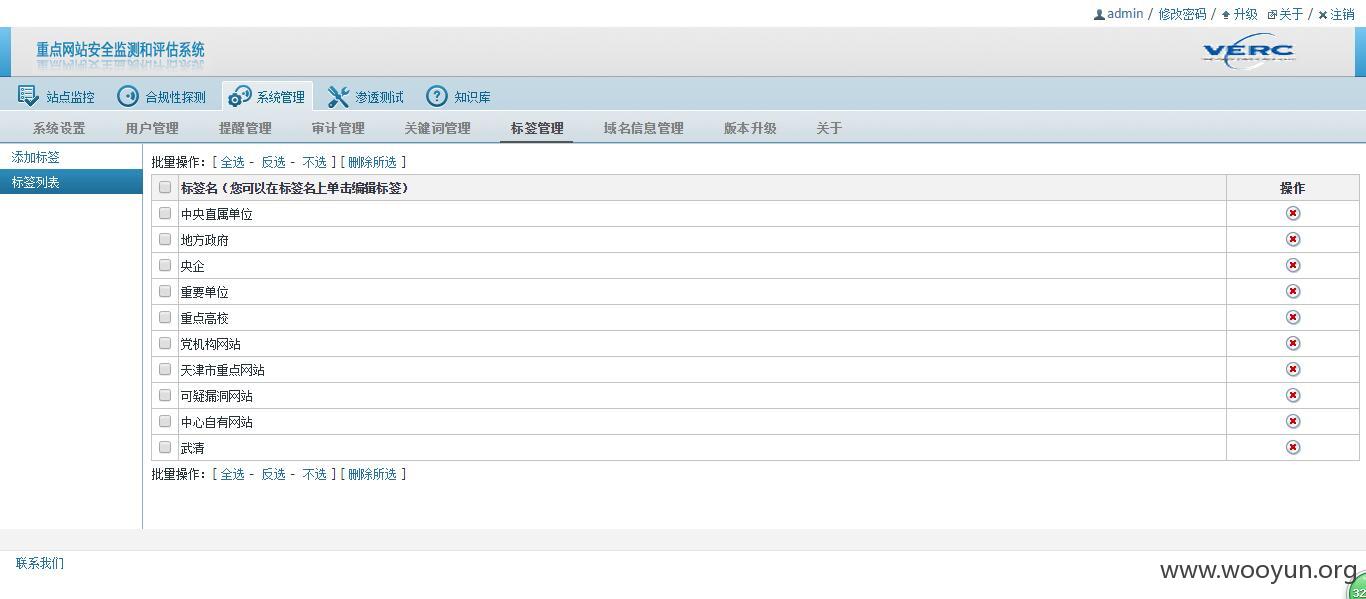 admin / 修改密码 / 升级 关于 / 注销
重点网站安全监测和评估系统
VERC
站点监控 合规性探测 系统管理 渗透测试 知识库
系统设置 用户管理 提醒管理 审计管理 关键词管理 标签管理 域名信息管理 版本升级 关于
添加标签
标签列表
批量操作：[ 全选 - 反选 - 不选 ] [ 删除所选 ]
标签名（您可以在标签名上单击编辑标签） 操作
中央直属单位
地方政府
央企
重要单位
重点高校
党机构网站
天津市重点网站
可疑漏洞网站
中心自有网站
武清
批量操作：[ 全选 - 反选 - 不选 ] [ 删除所选 ]
联系我们
www.wooyun.org